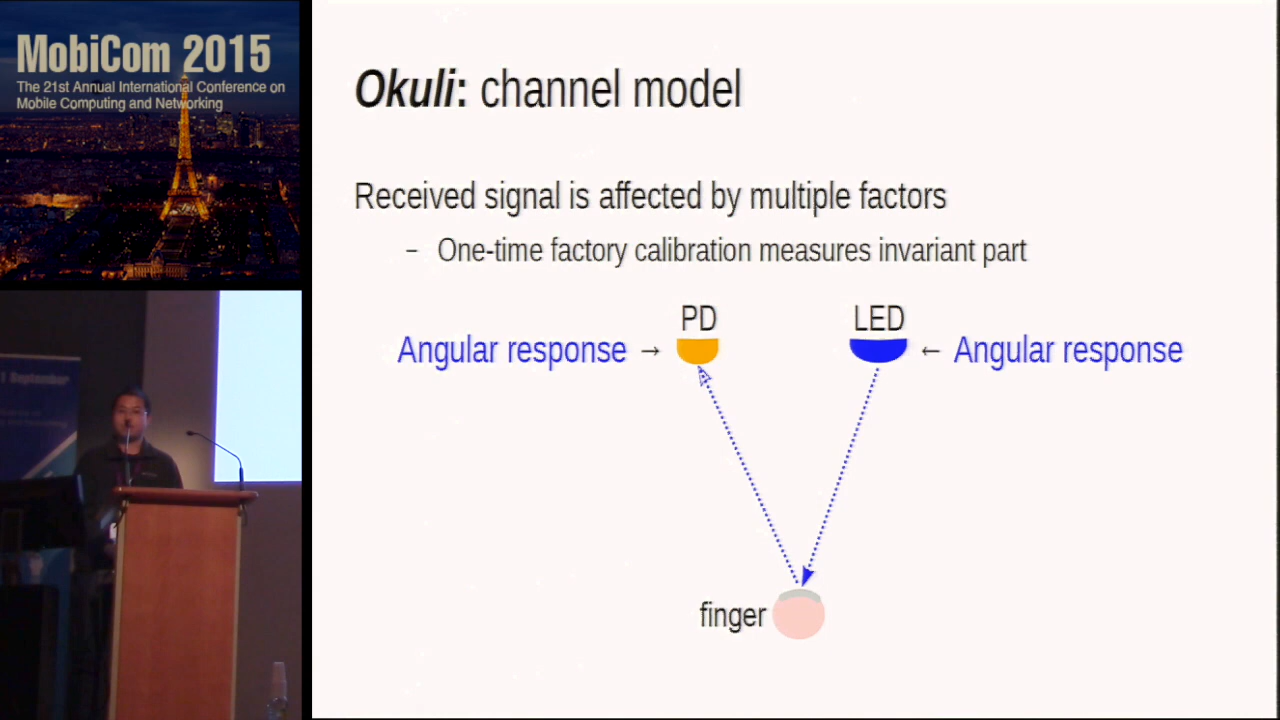 MobiCom 2015
The 21st Annual International Conference on
Mobile Computing and Networking
Okuli: channel model
Received signal is affected by multiple factors
– One-time factory calibration measures invariant part
PD
LED
Angular response →
← Angular response
finger
September